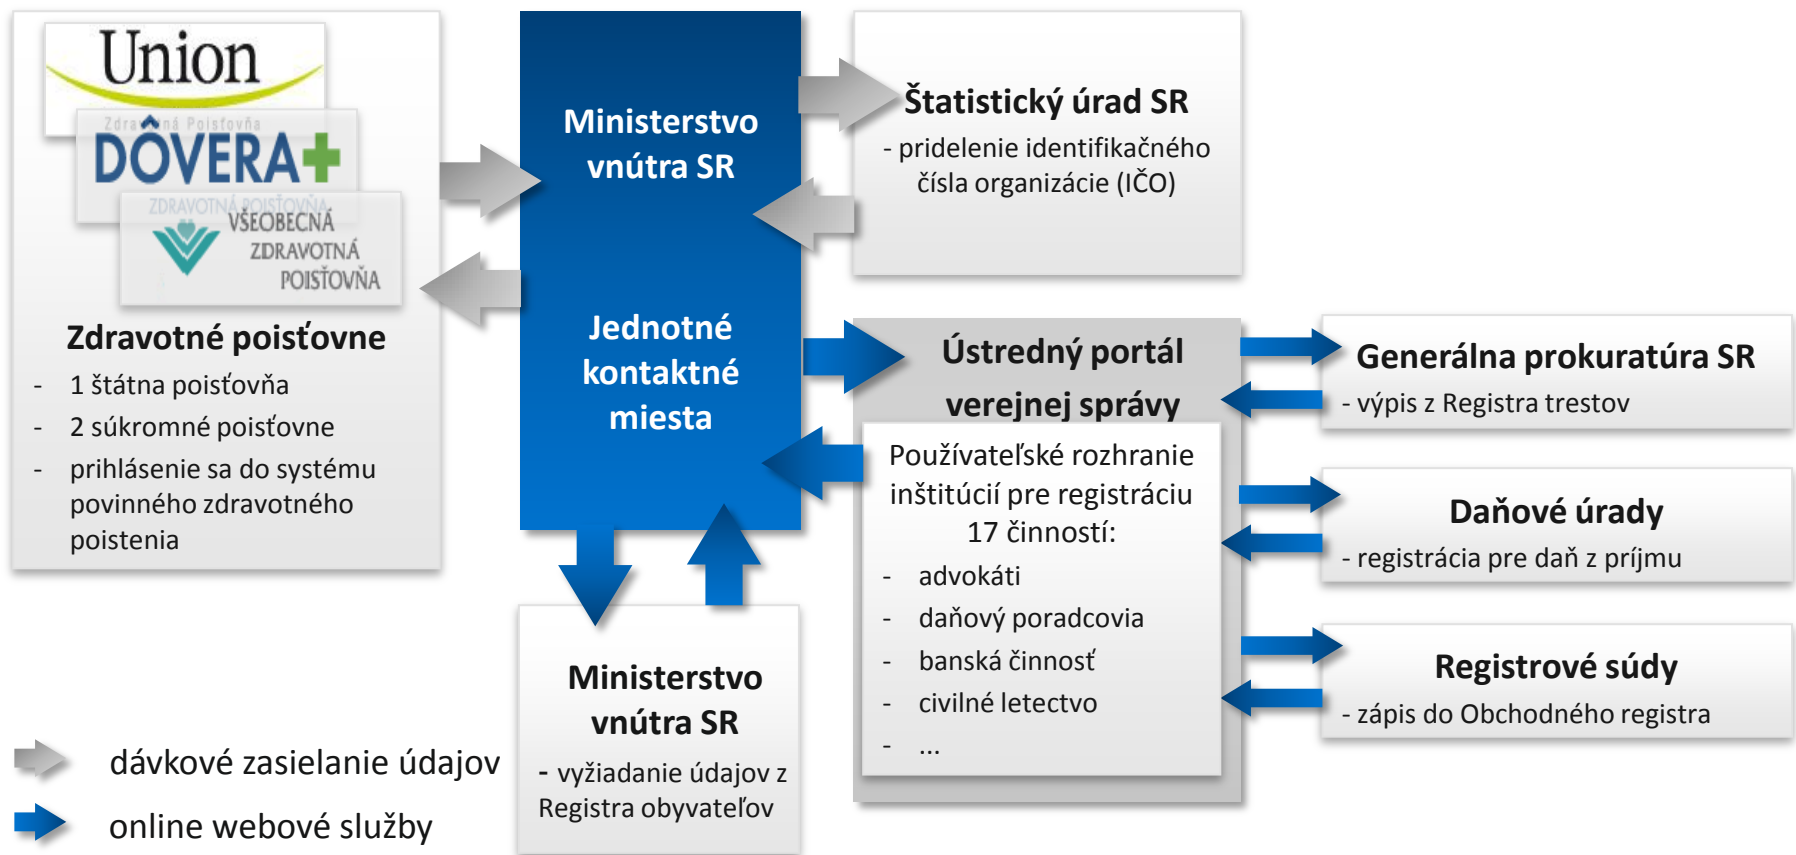 Union
Zdravotná Poisťovňa
DÔVERA+
ZDRAVOTNÁ POISŤOVŇA
VŠEOBECNÁ
ZDRAVOTNÁ
POISŤOVŇA
Zdravotné poisťovne
- 1 štátna poisťovňa
- 2 súkromné poisťovne
- prihlásenie sa do systému
povinného zdravotného
poistenia
Ministerstvo
vnútra SR
Jednotné
kontaktné
miesta
Štatistický úrad SR
- pridelenie identifikačného
čísla organizácie (IČO)
Ústredný portál
verejnej správy
Používateľské rozhranie
inštitúcií pre registráciu
17 činností:
- advokáti
- daňový poradcovia
- banská činnosť
- civilné letectvo
- ...
Generálna prokuratúra SR
- výpis z Registra trestov
Daňové úrady
- registrácia pre daň z príjmu
Registrové súdy
- zápis do Obchodného registra
Ministerstvo
vnútra SR
- vyžiadanie údajov z
Registra obyvateľov
dávkové zasielanie údajov
online webové služby